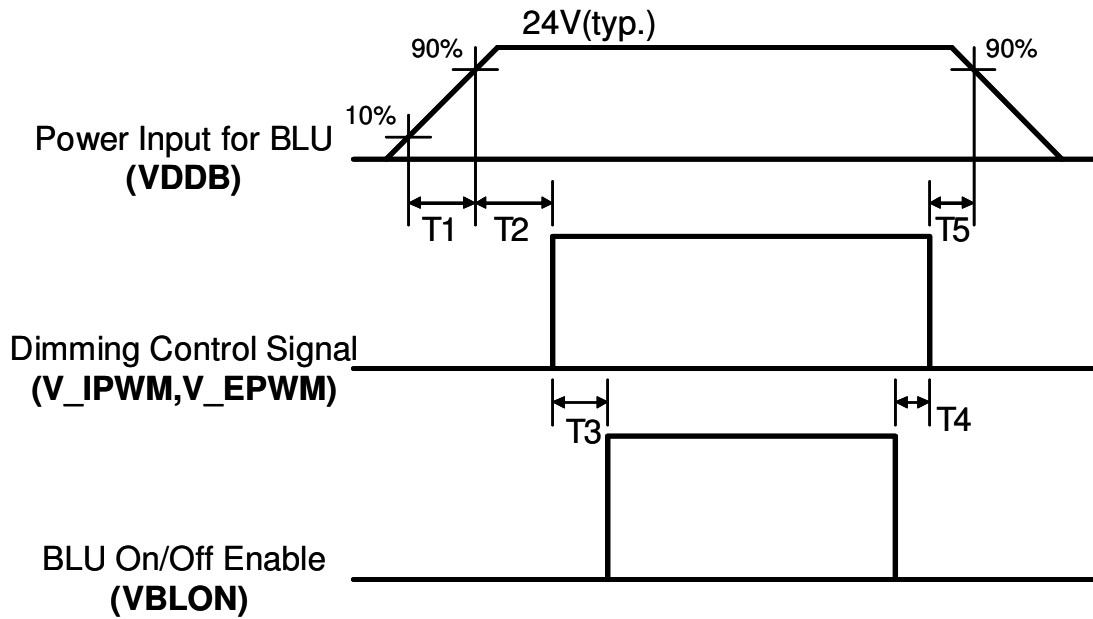 24V(typ.)
90%
90%
10%
Power Input for BLU
(VDDB)
T1
T2
T5
Dimming Control Signal
(V_IPWM,V_EPWM)
T3
T4
BLU On/Off Enable
(VBLON)